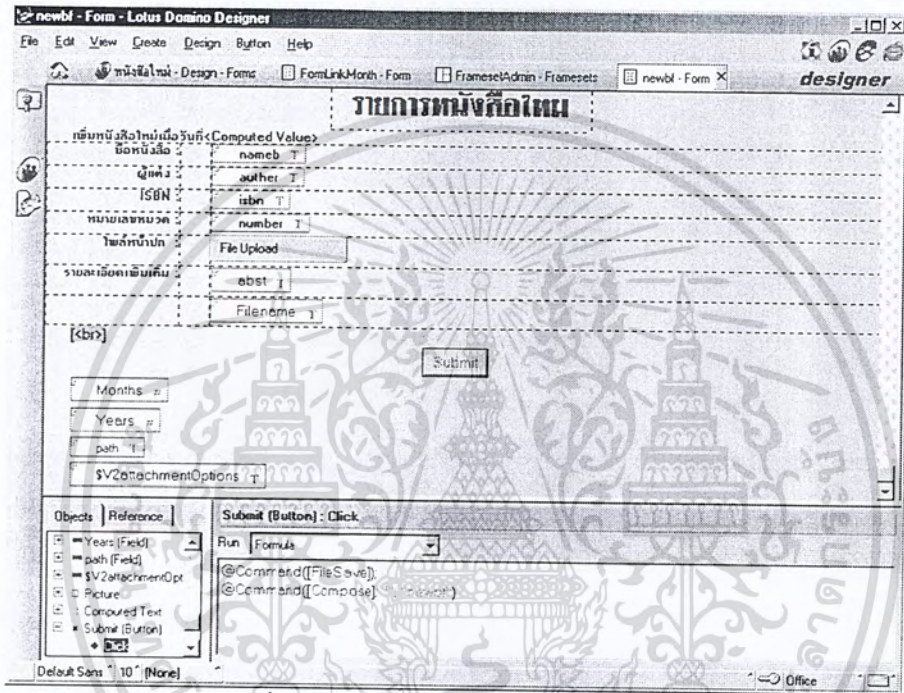 newbf - Form - Lotus Domino Designer
File Edit View Create Design Button Help
หนังสือใหม่ - Design - Forms FormLinkMonth - Form FramesetAdmin - Framesets newbf - Form
designer
รายการหนังสือใหม่
เพิ่มหนังสือใหม่เมื่อวันที่<Computed Value>
ชื่อหนังสือ : nameb T
ผู้แต่ง : auther T
ISBN : isbn T
หมายเลขหมวด : number T
ไฟล์หน้าปก : File Upload
รายละเอียดเพิ่มเติม : abst T
Filename T
[<br>]
Submit
Months #
Years #
path T
$V2attachmentOptions T
Objects Reference Submit (Button) : Click
Years (Field) Run Formula
path (Field) @Command([FileSave]);
$V2attachmentOpt @Command([Compose];
Picture
Computed Text
Submit (Button)
Click
Default Sans 10 [None] Office